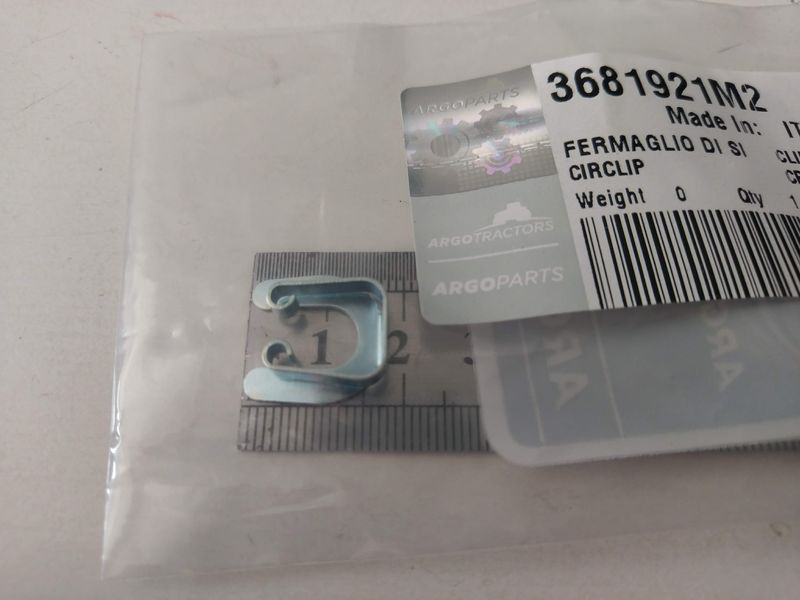 ARGOPARTS
3681921M2
Made In:
FERMAGLIO DI SI
CIRCLIP
Weight 0 Qty 1
ARGOTRACTORS
ARGOPARTS
1 2